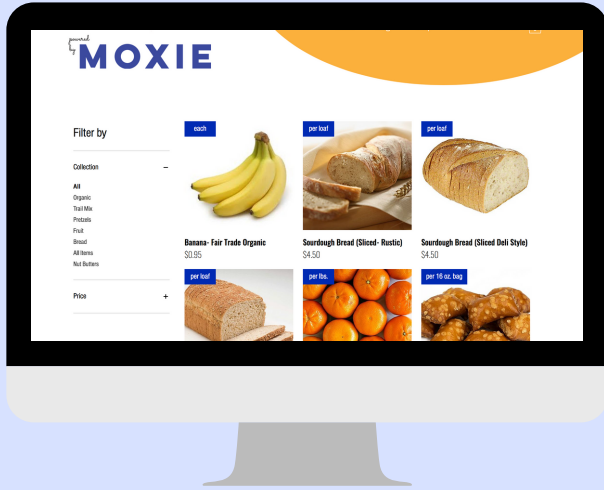 powered
by
MOXIE
Filter by
Collection −
All
Organic
Trail Mix
Pretzels
Fruit
Bread
All Items
Nut Butters
Price +
each
Banana- Fair Trade Organic
$0.95
per loaf
Sourdough Bread (Sliced- Rustic)
$4.50
per loaf
Sourdough Bread (Sliced Deli Style)
$4.50
per loaf
per lbs.
per 16 oz. bag